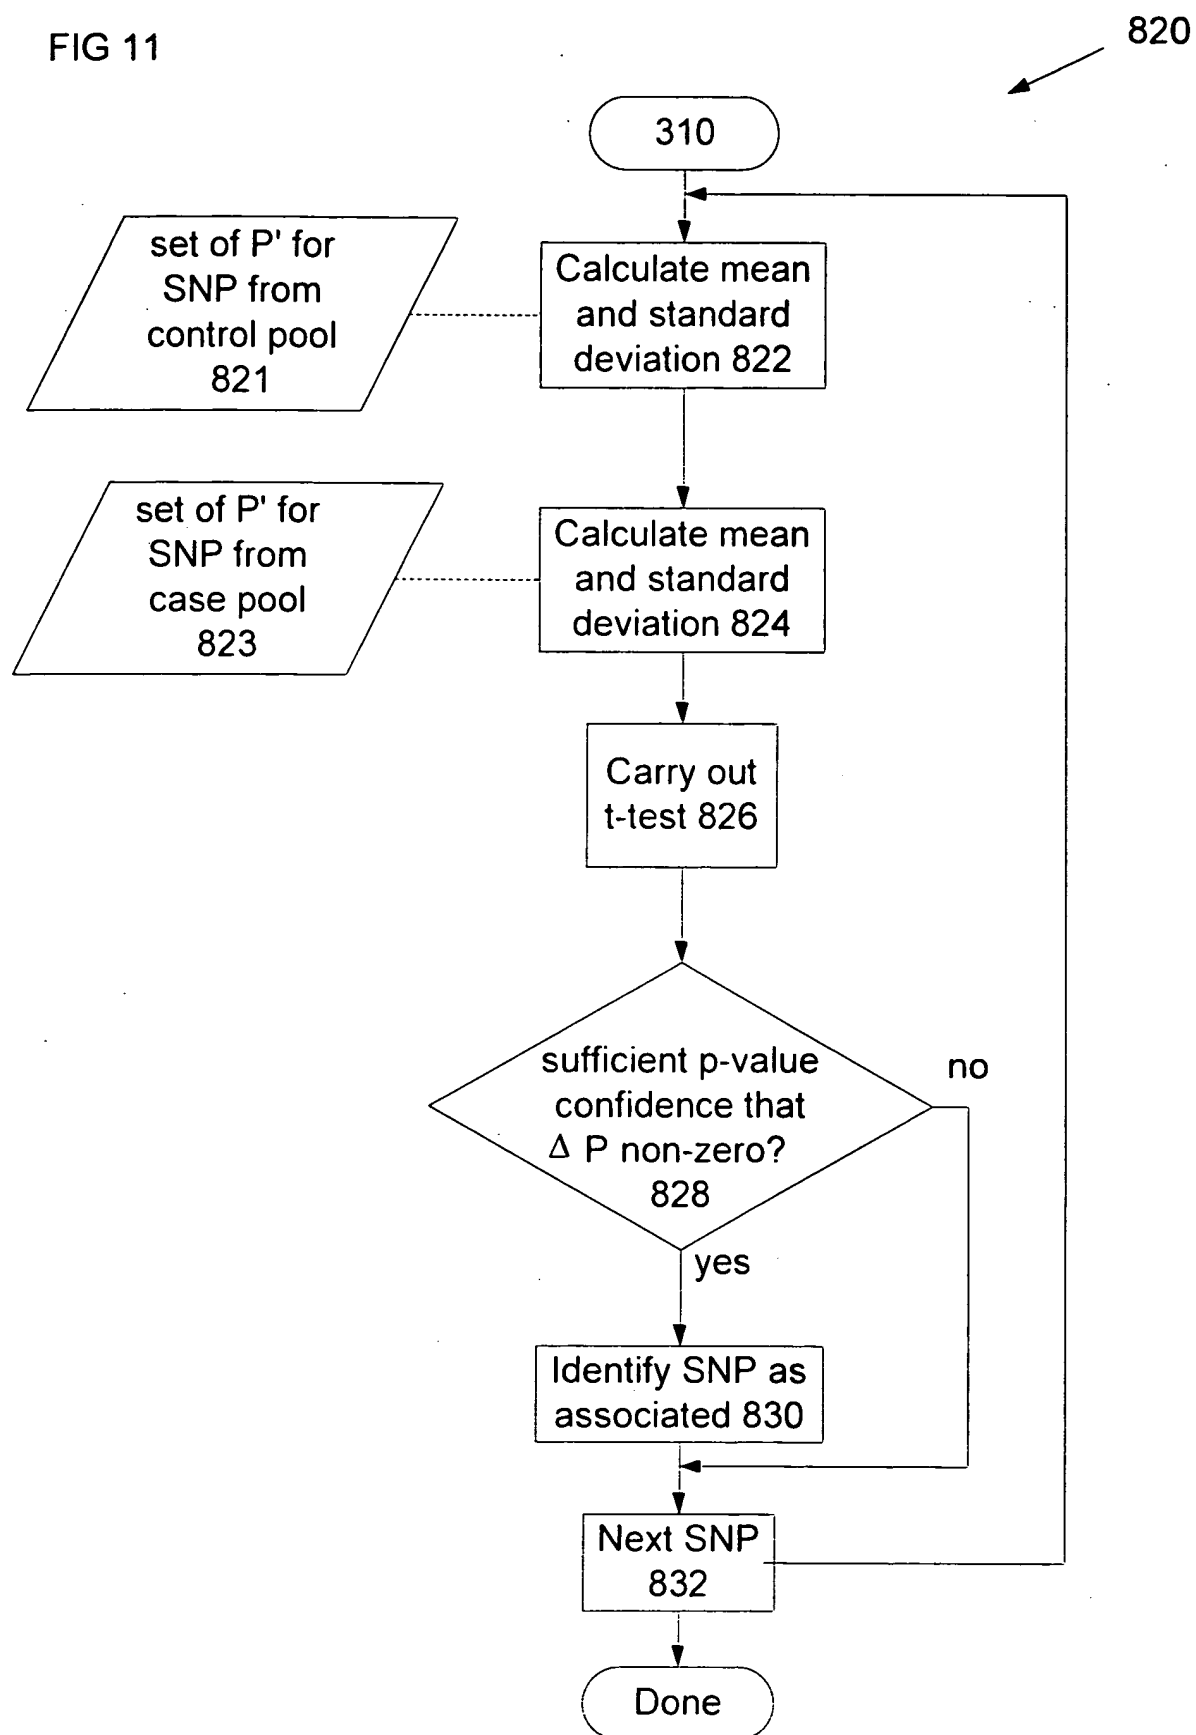 FIG 11
820
310
set of P' for
SNP from
control pool
821
Calculate mean
and standard
deviation 822
set of P' for
SNP from
case pool
823
Calculate mean
and standard
deviation 824
Carry out
t-test 826
sufficient p-value
confidence that
Δ P non-zero?
828
no
yes
Identify SNP as
associated 830
Next SNP
832
Done